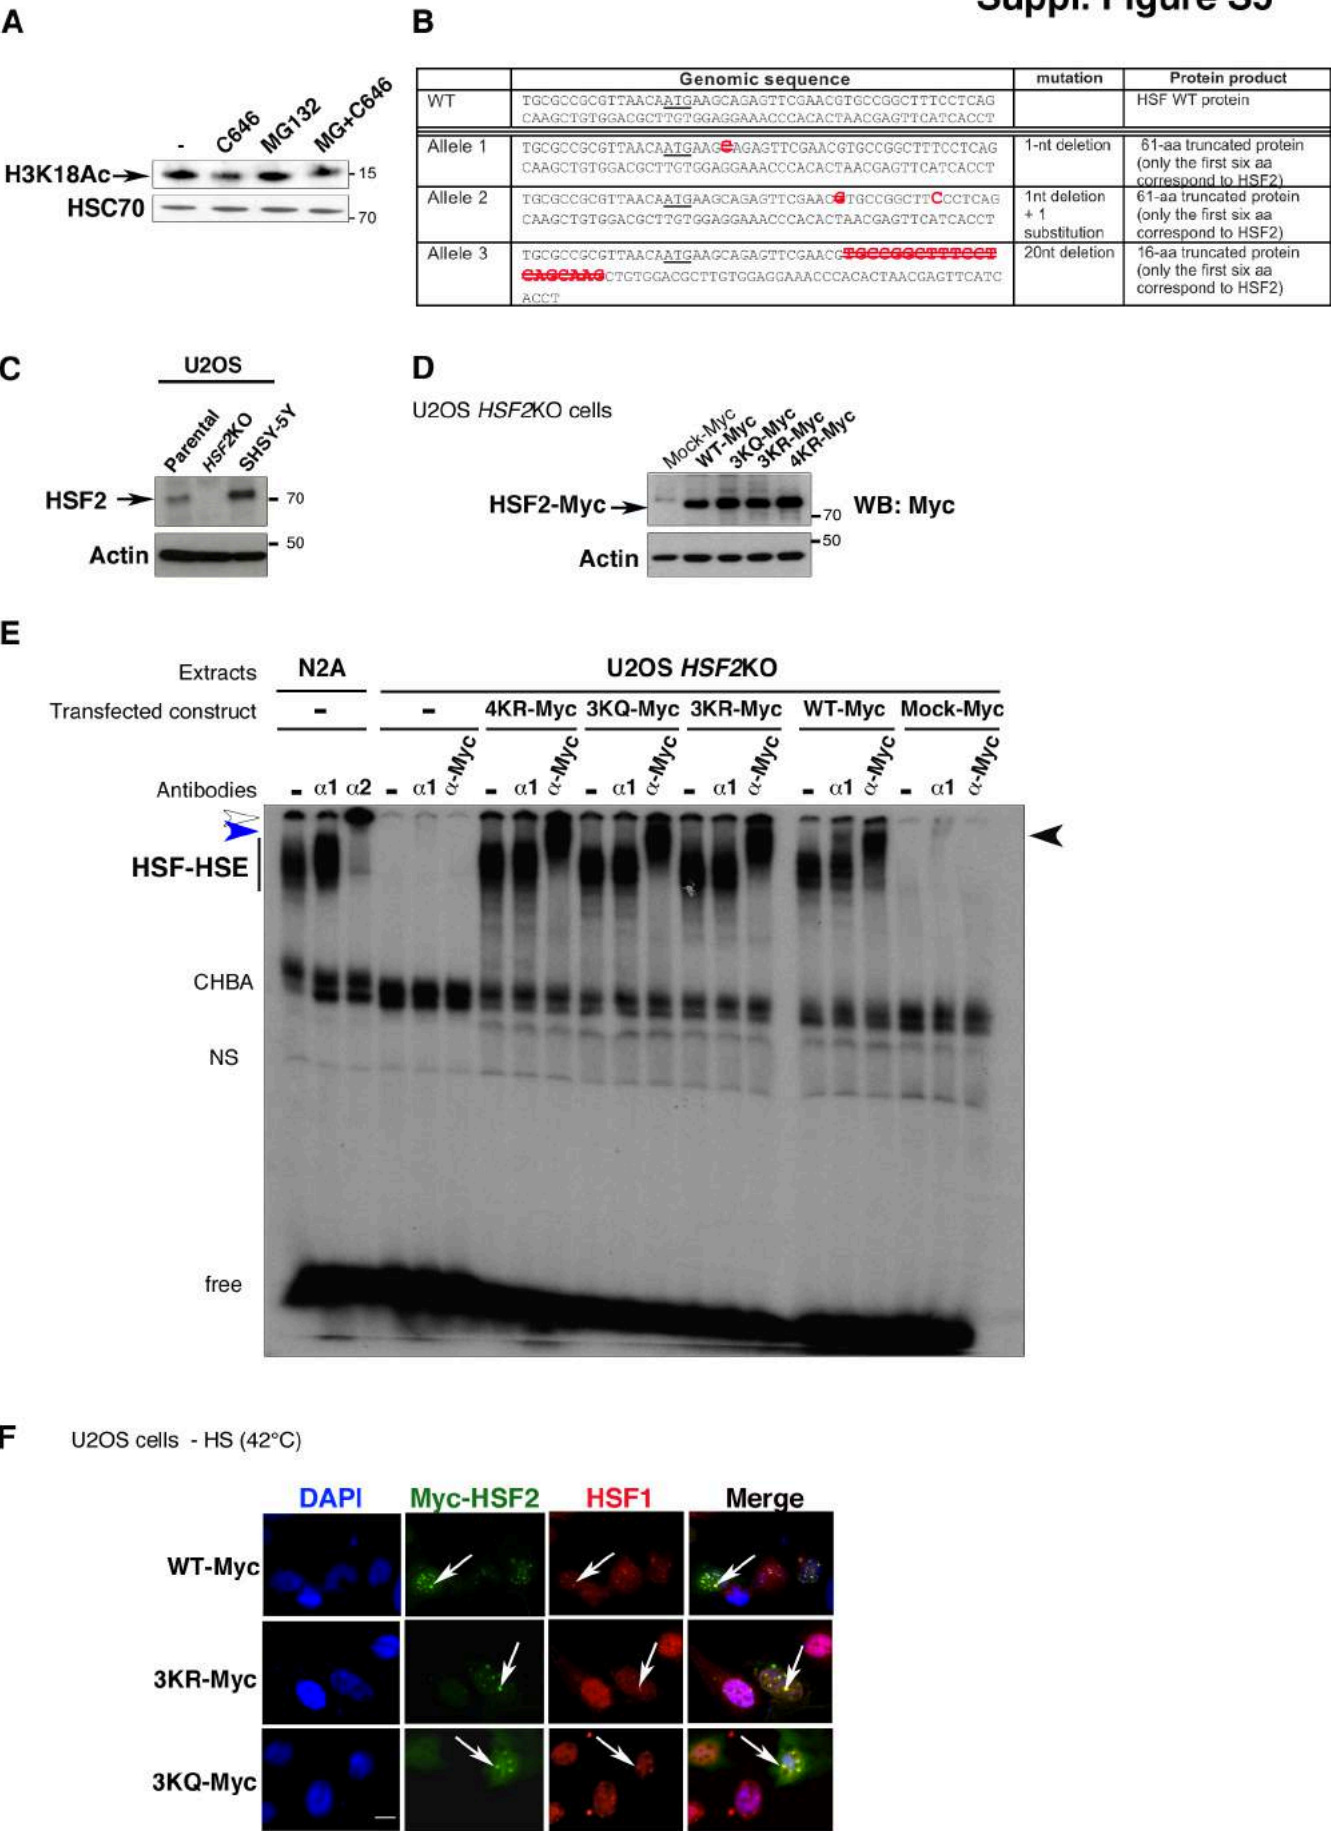 Suppl. Figure S5
A
B
- C646 MG132 MG+C646
H3K18Ac
15
HSC70
70
Genomic sequence mutation Protein product
WT TGCGCCGCGTTAACAATGAAGCAGAGTTCGAACGTGCCGGCTTTCCTCAG HSF WT protein
CAAGCTGTGGACGCTTGTGGAGGAAACCCACACTAACGAGTTCATCACCT
Allele 1 TGCGCCGCGTTAACAATGAAGCAGAGTTCGAACGTGCCGGCTTTCCTCAG 1-nt deletion 61-aa truncated protein
CAAGCTGTGGACGCTTGTGGAGGAAACCCACACTAACGAGTTCATCACCT (only the first six aa
correspond to HSF2)
Allele 2 TGCGCCGCGTTAACAATGAAGCAGAGTTCGAACGTGCCGGCTTCCCTCAG 1nt deletion 61-aa truncated protein
CAAGCTGTGGACGCTTGTGGAGGAAACCCACACTAACGAGTTCATCACCT + 1 (only the first six aa
substitution correspond to HSF2)
Allele 3 TGCGCCGCGTTAACAATGAAGCAGAGTTCGAACGTGCCGGCTTTCCT 20nt deletion 16-aa truncated protein
CAGCAAGCTGTGGACGCTTGTGGAGGAAACCCACACTAACGAGTTCATC (only the first six aa
ACCT correspond to HSF2)
C
U2OS
Parental HSF2KO SHSY-5Y
HSF2
70
50
Actin
D
U2OS HSF2KO cells
Mock-Myc WT-Myc 3KQ-Myc 3KR-Myc 4KR-Myc
HSF2-Myc
70
WB: Myc
50
Actin
E
Extracts N2A U2OS HSF2KO
Transfected construct - - 4KR-Myc 3KQ-Myc 3KR-Myc WT-Myc Mock-Myc
Antibodies - α1 α2 - α1 α-Myc - α1 α-Myc - α1 α-Myc - α1 α-Myc - α1 α-Myc - α1 α-Myc
HSF-HSE
CHBA
NS
free
F
U2OS cells - HS (42°C)
DAPI Myc-HSF2 HSF1 Merge
WT-Myc
3KR-Myc
3KQ-Myc